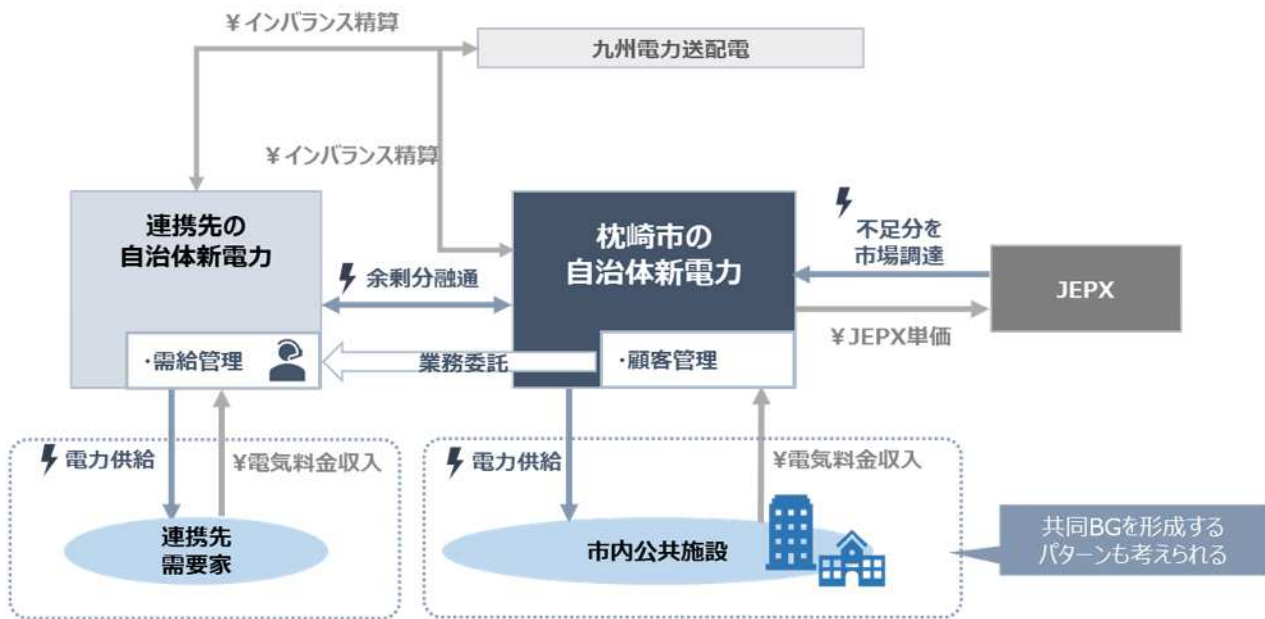 ¥インバランス精算
九州電力送配電
¥インバランス精算
連携先の
自治体新電力
余剰分融通
枕崎市の
自治体新電力
不足分を
市場調達
JEPX
¥JEPX単価
・需給管理
業務委託
・顧客管理
電力供給
¥電気料金収入
連携先
需要家
電力供給
¥電気料金収入
市内公共施設
共同BGを形成する
パターンも考えられる